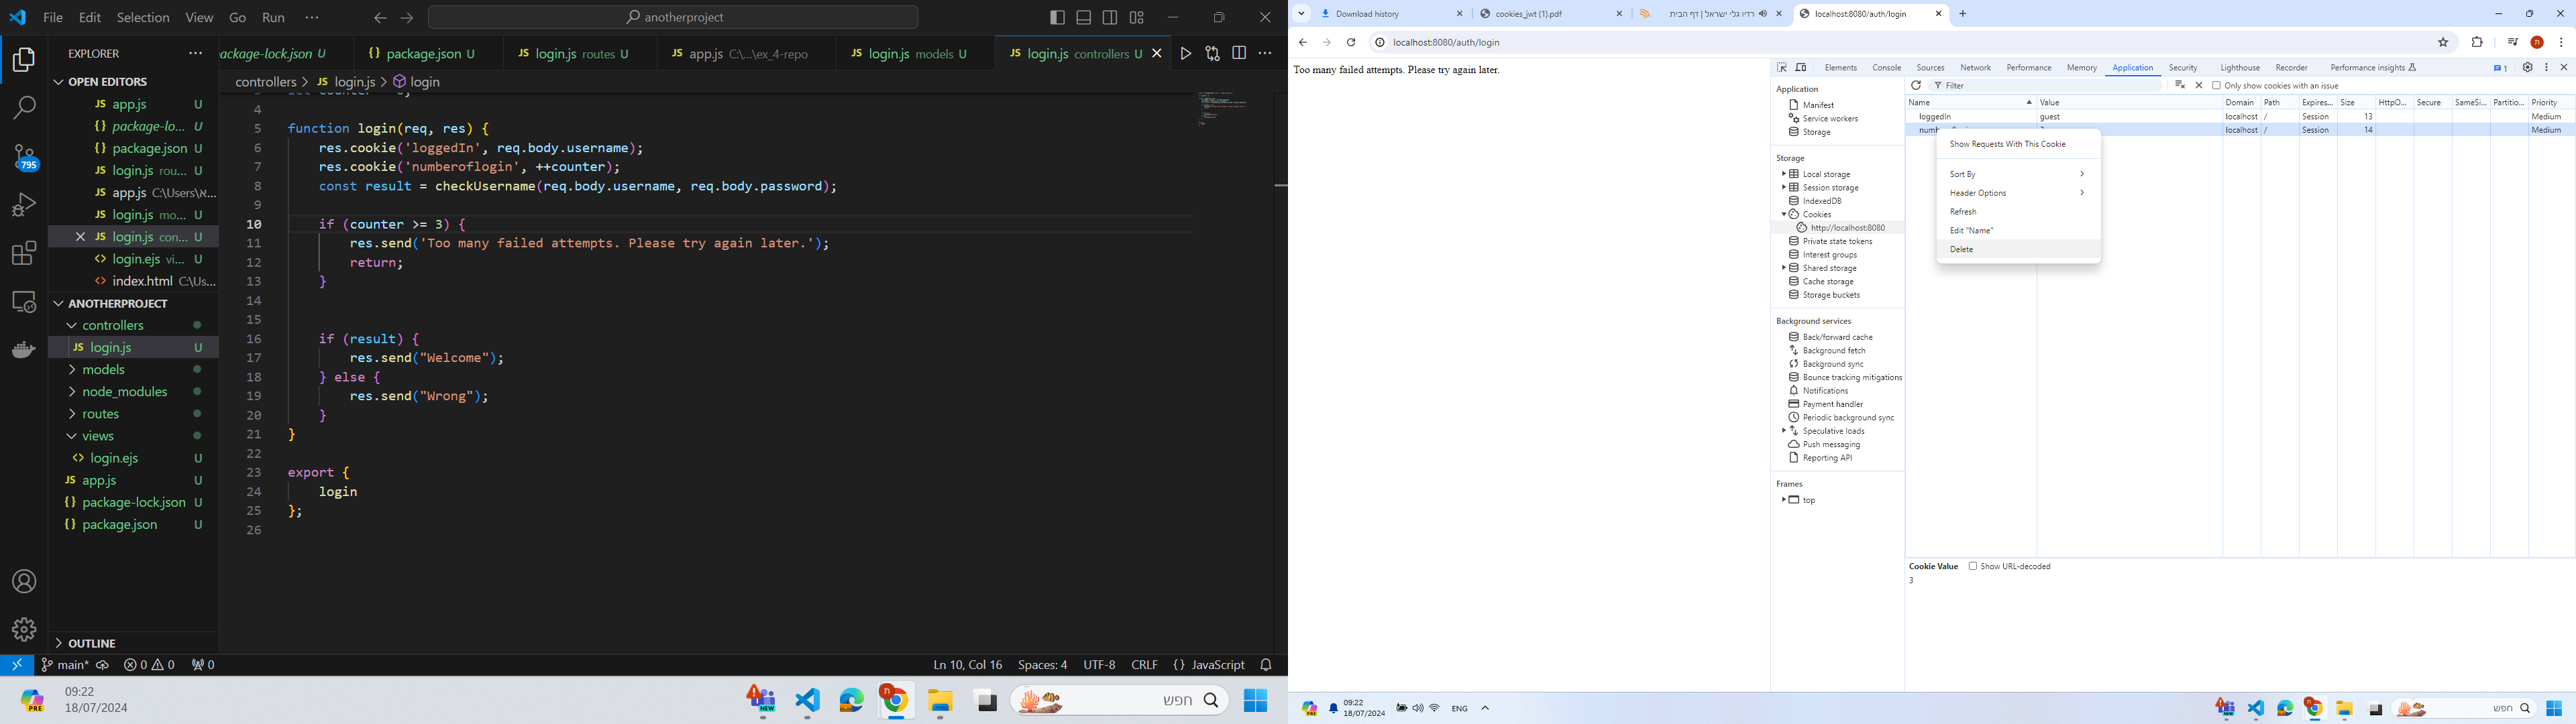 File Edit Selection View Go Run ··· anotherproject
EXPLORER
OPEN EDITORS
app.js U
package-lo... U
package.json U
login.js rou... U
app.js C:\Users\א...
login.js mo... U
login.js con... U
login.ejs vi... U
index.html C:\Us...
ANOTHERPROJECT
controllers
login.js U
models
node_modules
routes
views
login.ejs U
app.js U
package-lock.json U
package.json U
OUTLINE
795
ackage-lock.json U package.json U login.js routes U app.js C:\...\ex_4-repo login.js models U login.js controllers U
controllers > login.js > login
4
5 function login(req, res) {
6 res.cookie('loggedIn', req.body.username);
7 res.cookie('numberoflogin', ++counter);
8 const result = checkUsername(req.body.username, req.body.password);
9
10 if (counter >= 3) {
11 res.send('Too many failed attempts. Please try again later.');
12 return;
13 }
14
15
16 if (result) {
17 res.send("Welcome");
18 } else {
19 res.send("Wrong");
20 }
21 }
22
23 export {
24 login
25 };
26
main* 0 0 0 Ln 10, Col 16 Spaces: 4 UTF-8 CRLF {} JavaScript
PRE
09:22
18/07/2024
NEW
חפש
Download history cookies_jwt (1).pdf רדיו גלי ישראל | דף הבית localhost:8080/auth/login
localhost:8080/auth/login
Too many failed attempts. Please try again later.
Elements Console Sources Network Performance Memory Application Security Lighthouse Recorder Performance insights 1
Application
Manifest
Service workers
Storage
Storage
Local storage
Session storage
IndexedDB
Cookies
http://localhost:8080
Private state tokens
Interest groups
Shared storage
Cache storage
Storage buckets
Background services
Back/forward cache
Background fetch
Background sync
Bounce tracking mitigations
Notifications
Payment handler
Periodic background sync
Speculative loads
Push messaging
Reporting API
Frames
top
Filter Only show cookies with an issue
Name Value Domain Path Expires... Size HttpO... Secure SameSi... Partitio... Priority
loggedIn guest localhost / Session 13 Medium
localhost / Session 14 Medium
Show Requests With This Cookie
Sort By
Header Options
Refresh
Edit "Name"
Delete
Cookie Value Show URL-decoded
3
PRE
09:22
18/07/2024
ENG
NEW
חפש